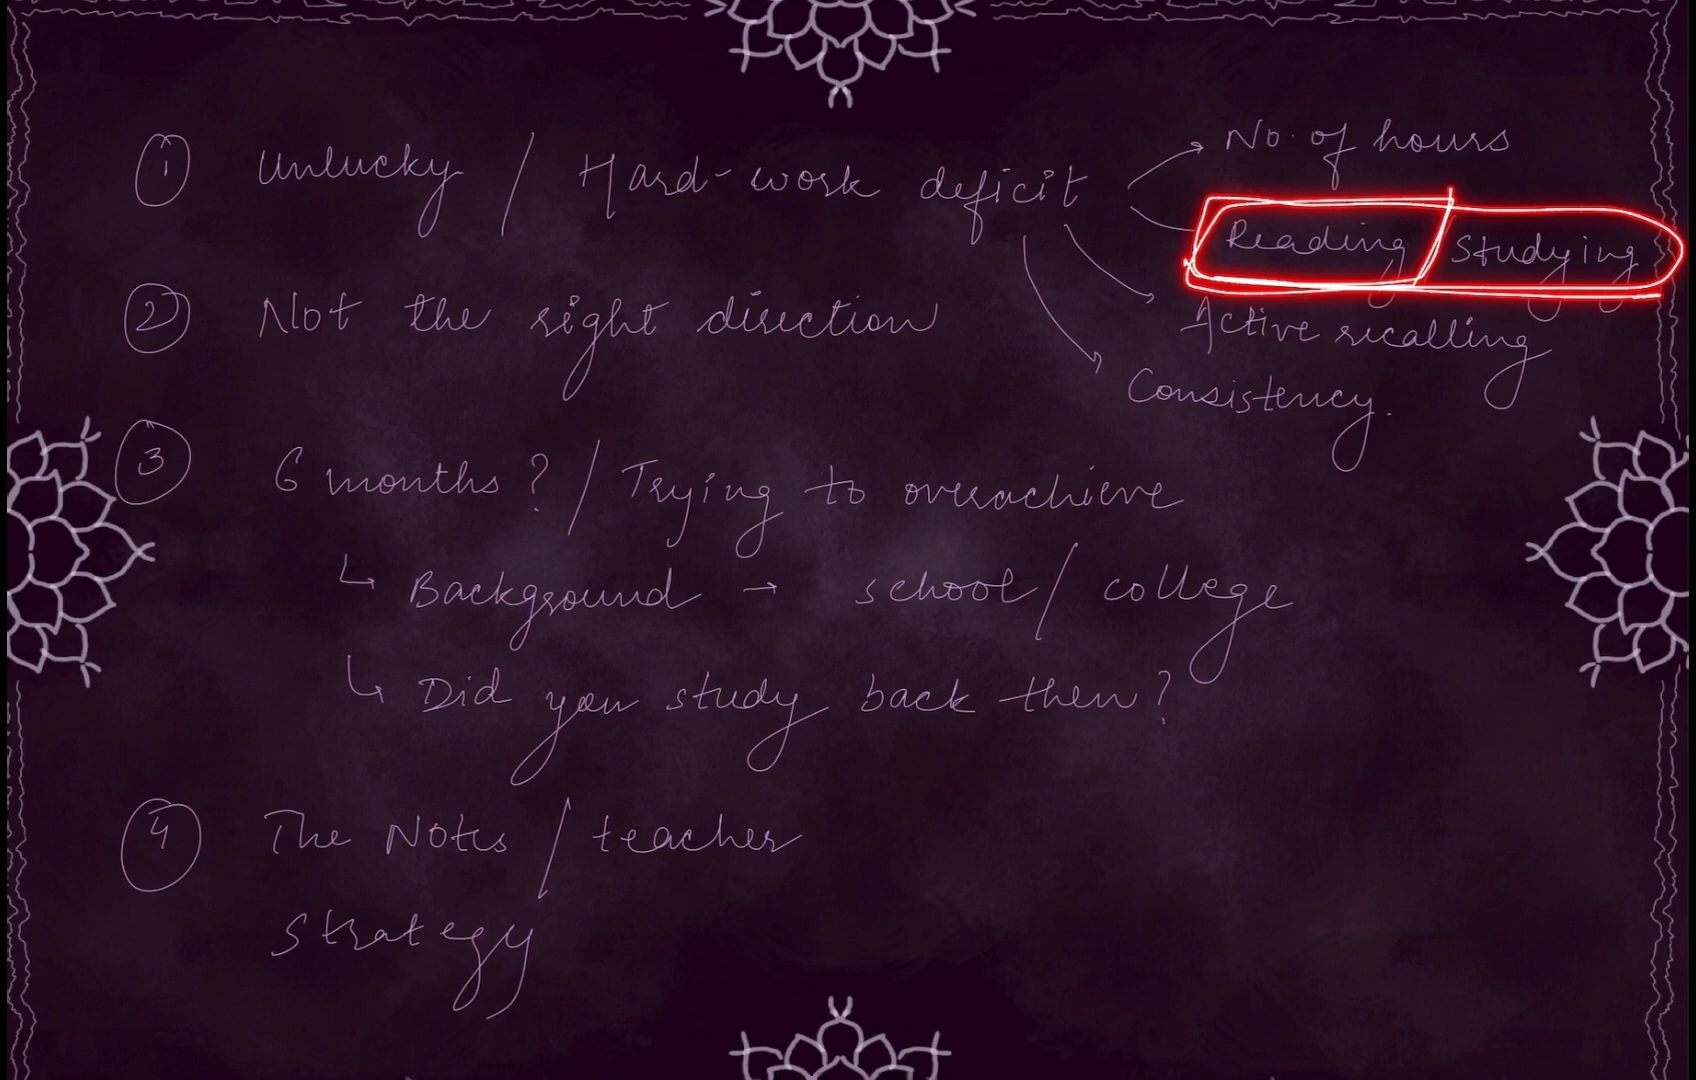 ① Unlucky / Hard-work deficit
No. of hours
Reading / Studying
Active recalling
Consistency.
② Not the right direction
③ 6 months ? / Trying to overachieve
↳ Background → school / college
↳ Did you study back then?
④ The Notes / teacher
Strategy